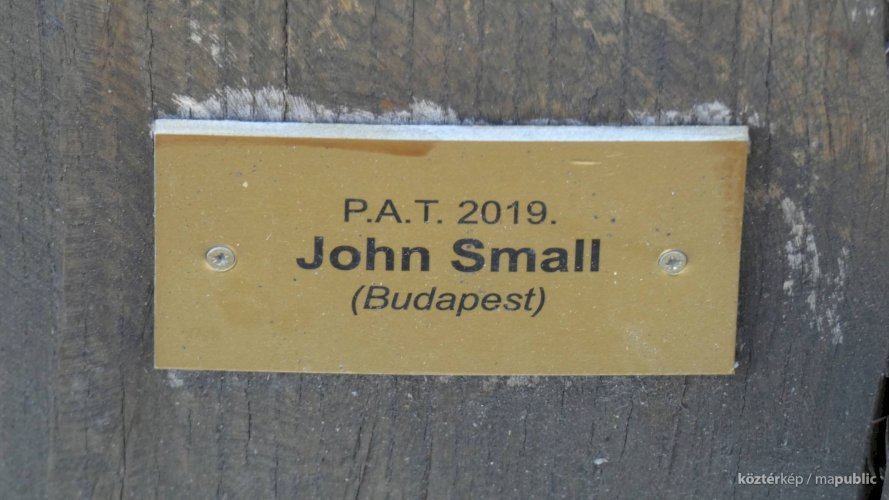 P.A.T. 2019.
John Small
(Budapest)
köztérkép / mapublic